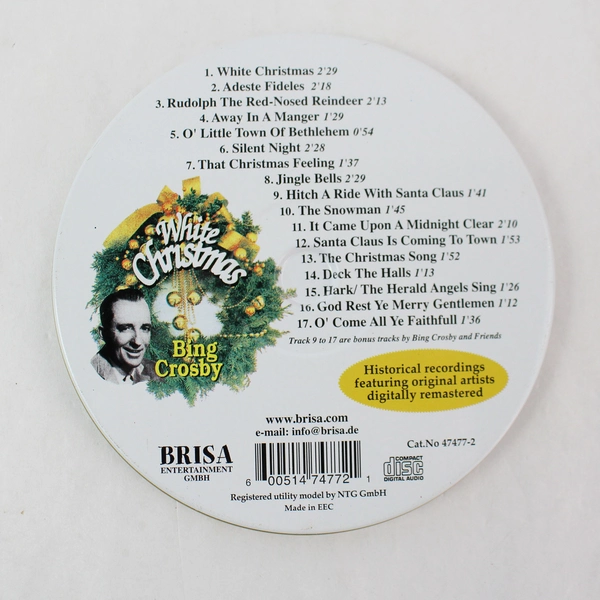 1. White Christmas 2'29
2. Adeste Fideles 2'18
3. Rudolph The Red-Nosed Reindeer 2'13
4. Away In A Manger 1'29
5. O' Little Town Of Bethlehem 0'54
6. Silent Night 2'28
7. That Christmas Feeling 1'37
8. Jingle Bells 2'29
9. Hitch A Ride With Santa Claus 1'41
10. The Snowman 1'45
11. It Came Upon A Midnight Clear 2'10
12. Santa Claus Is Coming To Town 1'53
13. The Christmas Song 1'52
14. Deck The Halls 1'13
15. Hark/ The Herald Angels Sing 1'26
16. God Rest Ye Merry Gentlemen 1'12
17. O' Come All Ye Faithfull 1'36
Track 9 to 17 are bonus tracks by Bing Crosby and Friends
White
Christmas
Bing
Crosby
Historical recordings
featuring original artists
digitally remastered
www.brisa.com
e-mail: info@brisa.de
Cat.No 47477-2
BRISA
ENTERTAINMENT
GMBH
6 00514 74772 1
COMPACT
disc
DIGITAL AUDIO
Registered utility model by NTG GmbH
Made in EEC